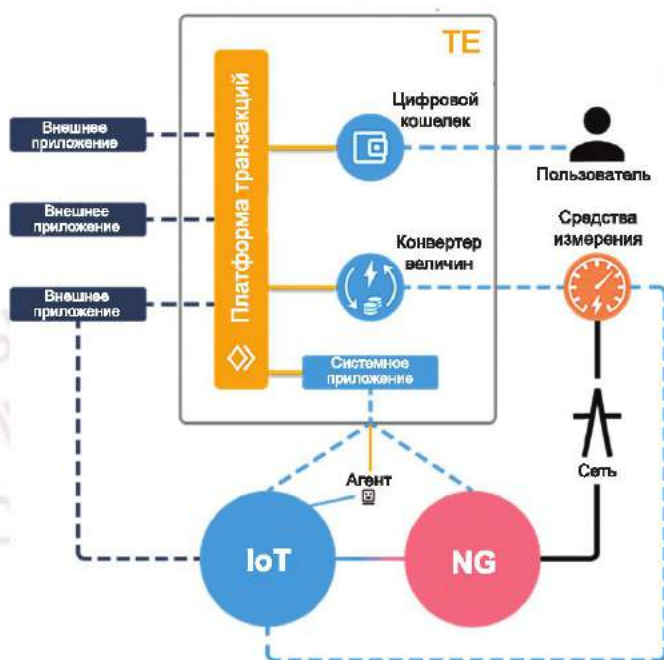 TE
Цифровой
кошелек
Внешнее
приложение
Пользователь
Платформа транзакций
Внешнее
приложение
Средства
измерения
Конвертер
величин
Внешнее
приложение
Системное
приложение
Агент
Сеть
IoT
NG